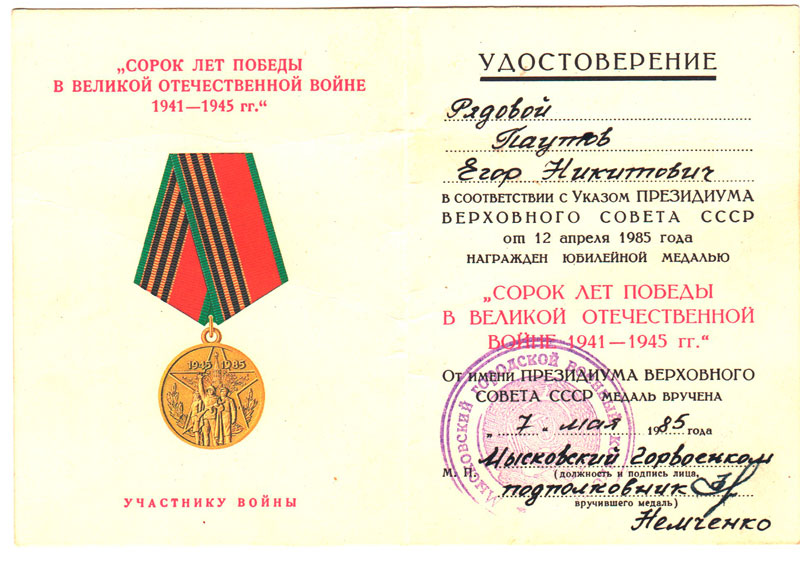 „СОРОК ЛЕТ ПОБЕДЫ
В ВЕЛИКОЙ ОТЕЧЕСТВЕННОЙ ВОЙНЕ
1941—1945 гг.“
1945 1985
УЧАСТНИКУ ВОЙНЫ
УДОСТОВЕРЕНИЕ
Рядовой
Паутов
Егор Никитович
В СООТВЕТСТВИИ С УКАЗОМ ПРЕЗИДИУМА
ВЕРХОВНОГО СОВЕТА СССР
от 12 апреля 1985 года
НАГРАЖДЕН ЮБИЛЕЙНОЙ МЕДАЛЬЮ
„СОРОК ЛЕТ ПОБЕДЫ
В ВЕЛИКОЙ ОТЕЧЕСТВЕННОЙ
ВОЙНЕ 1941—1945 гг.“
ОТ ИМЕНИ ПРЕЗИДИУМА ВЕРХОВНОГО
СОВЕТА СССР МЕДАЛЬ ВРУЧЕНА
„7“ мая 1985 года
Мысковский горвоенком
М. П. (должность и подпись лица,
подполковник
вручившего медаль)
Немченко
МЫСКОВСКИЙ ГОРОДСКОЙ ВОЕННЫЙ